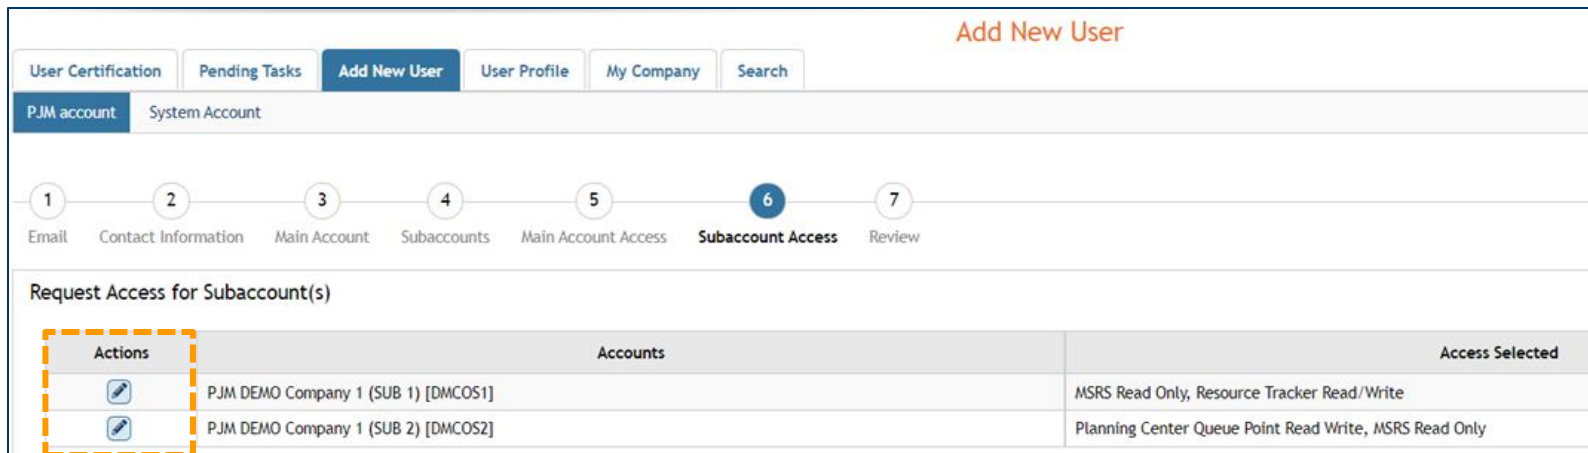 Add New User
User Certification Pending Tasks Add New User User Profile My Company Search
PJM account System Account
1 2 3 4 5 6 7
Email Contact Information Main Account Subaccounts Main Account Access Subaccount Access Review
Request Access for Subaccount(s)
Actions Accounts Access Selected
PJM DEMO Company 1 (SUB 1) [DMCOS1] MSRS Read Only, Resource Tracker Read/Write
PJM DEMO Company 1 (SUB 2) [DMCOS2] Planning Center Queue Point Read Write, MSRS Read Only